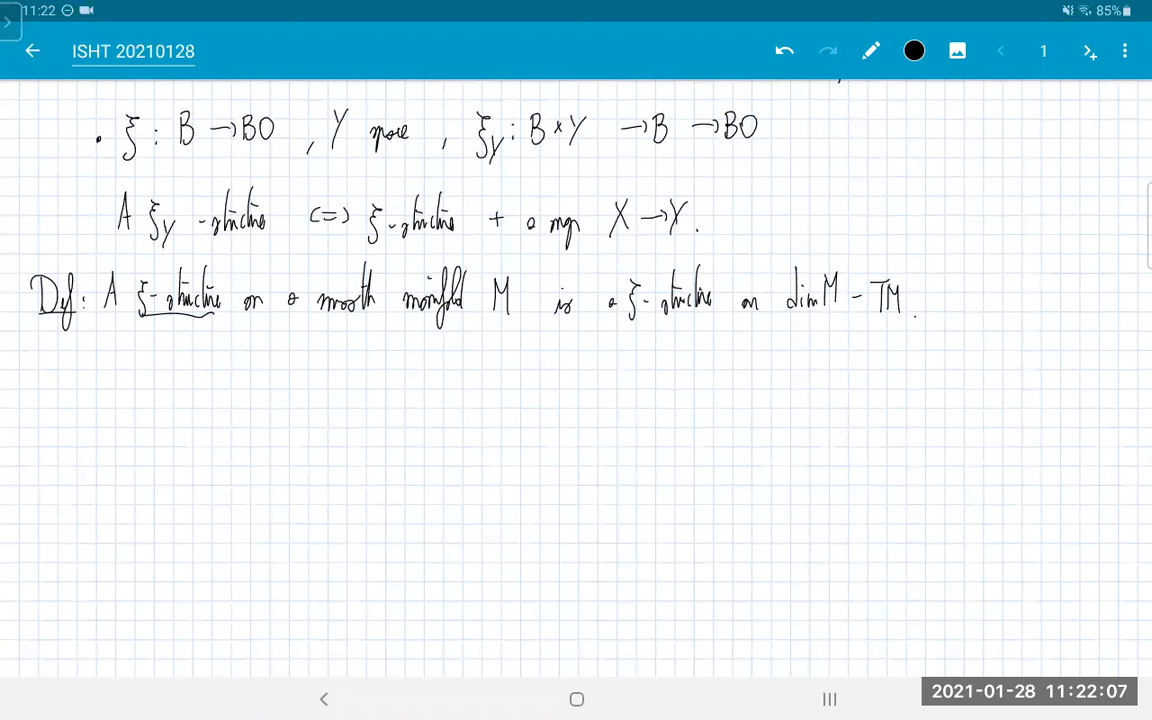 11:22 85%
ISHT 20210128
1
• ξ : B → BO , Y space , ξ_Y : B × Y → B → BO
A ξ_Y -structure <=> ξ-structure + a map X → Y.
Def: A ξ-structure on a smooth manifold M is a ξ-structure on dim M - TM.
2021-01-28 11:22:07